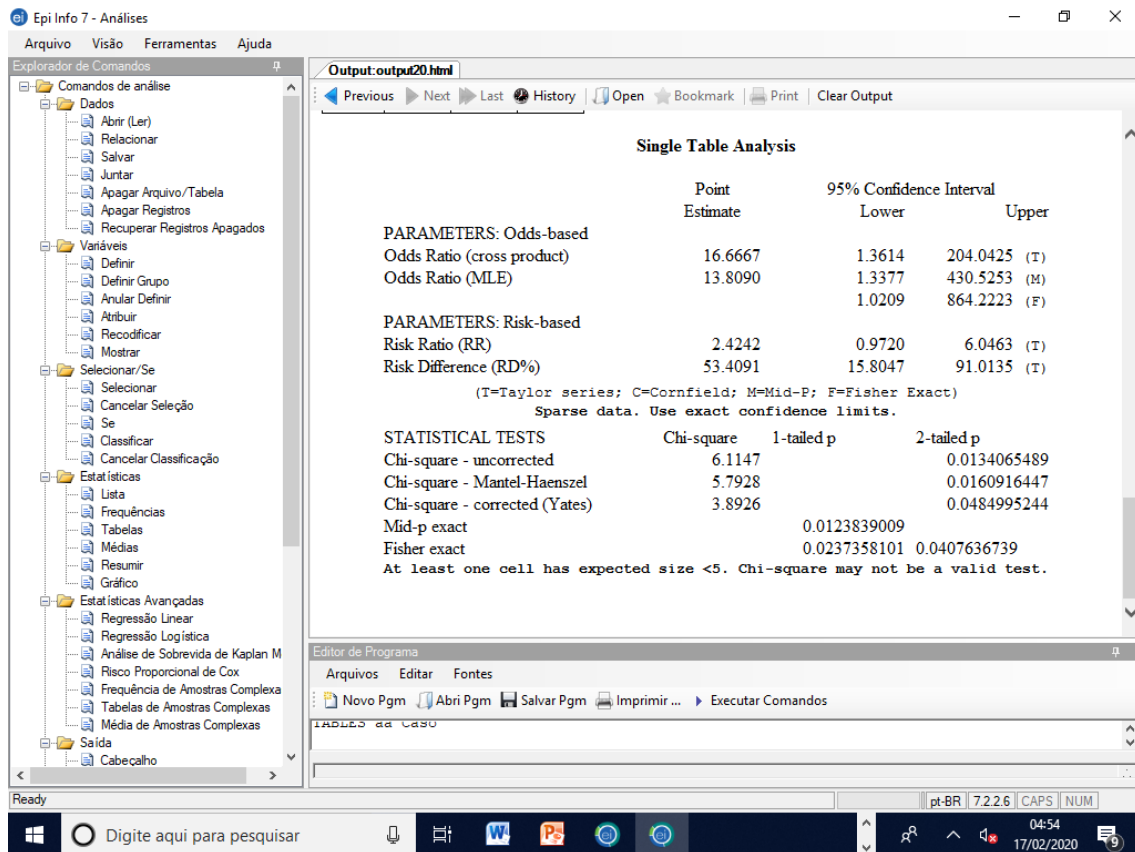 Epi Info 7 - Análises
Arquivo Visão Ferramentas Ajuda
Explorador de Comandos
Comandos de análise
Dados
Abrir (Ler)
Relacionar
Salvar
Juntar
Apagar Arquivo/Tabela
Apagar Registros
Recuperar Registros Apagados
Variáveis
Definir
Definir Grupo
Anular Definir
Atribuir
Recodificar
Mostrar
Selecionar/Se
Selecionar
Cancelar Seleção
Se
Classificar
Cancelar Classificação
Estatísticas
Lista
Frequências
Tabelas
Médias
Resumir
Gráfico
Estatísticas Avançadas
Regressão Linear
Regressão Logística
Análise de Sobrevida de Kaplan M
Risco Proporcional de Cox
Frequência de Amostras Complexa
Tabelas de Amostras Complexas
Média de Amostras Complexas
Saída
Cabeçalho
Output:output20.html
Previous Next Last History Open Bookmark Print Clear Output
Single Table Analysis
Point 95% Confidence Interval
Estimate Lower Upper
PARAMETERS: Odds-based
Odds Ratio (cross product) 16.6667 1.3614 204.0425 (T)
Odds Ratio (MLE) 13.8090 1.3377 430.5253 (M)
1.0209 864.2223 (F)
PARAMETERS: Risk-based
Risk Ratio (RR) 2.4242 0.9720 6.0463 (T)
Risk Difference (RD%) 53.4091 15.8047 91.0135 (T)
(T=Taylor series; C=Cornfield; M=Mid-P; F=Fisher Exact)
Sparse data. Use exact confidence limits.
STATISTICAL TESTS Chi-square 1-tailed p 2-tailed p
Chi-square - uncorrected 6.1147 0.0134065489
Chi-square - Mantel-Haenszel 5.7928 0.0160916447
Chi-square - corrected (Yates) 3.8926 0.0484995244
Mid-p exact 0.0123839009
Fisher exact 0.0237358101 0.0407636739
At least one cell has expected size <5. Chi-square may not be a valid test.
Editor de Programa
Arquivos Editar Fontes
Novo Pgm Abri Pgm Salvar Pgm Imprimir ... Executar Comandos
TABLES aa Caso
Ready
pt-BR 7.2.2.6 CAPS NUM
Digite aqui para pesquisar
04:54
17/02/2020
9